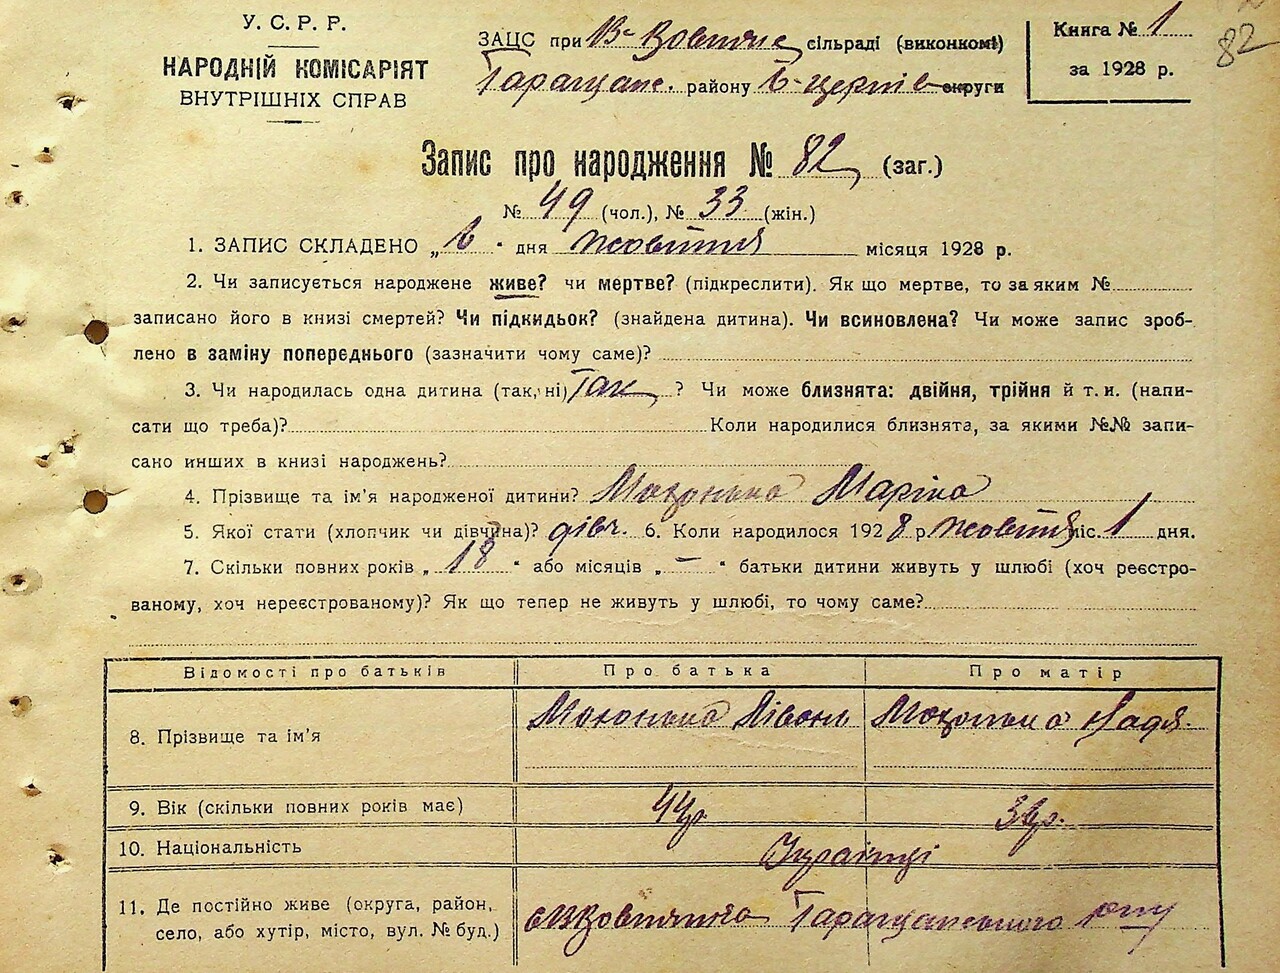 У. С. Р. Р.
НАРОДНІЙ КОМІСАРІЯТ
ВНУТРІШНІХ СПРАВ
ЗАЦС при сільраді (виконкомі)
Таращанс. району Б-церків округи
Книга № 1
за 1928 р.
82
Запис про народження № 82 (заг.)
№ 49 (чол.), № 33 (жін.)
1. ЗАПИС СКЛАДЕНО „ " дня жовтня місяця 1928 р.
2. Чи записується народжене живе? чи мертве? (підкреслити). Як що мертве, то за яким №
записано його в книзі смертей? Чи підкидьок? (знайдена дитина). Чи всиновлена? Чи може запис зроб-
лено в заміну попереднього (зазначити чому саме)?
3. Чи народилась одна дитина (так, ні) Так ? Чи може близнята: двійня, трійня й т. и. (напи-
сати що треба)? Коли народилися близнята, за якими №№ запи-
сано инших в книзі народжень?
4. Прізвище та ім'я народженої дитини? Маріна
5. Якої стати (хлопчик чи дівчина)? дівч. 6. Коли народилося 1928 р. жовтня міс. 1 дня.
7. Скільки повних років „ 18 " або місяців „ — " батьки дитини живуть у шлюбі (хоч реєстро-
ваному, хоч нереєстрованому)? Як що тепер не живуть у шлюбі, то чому саме?
Відомості про батьків Про батька Про матір
8. Прізвище та ім'я Лівонь Надя.
9. Вік (скільки повних років має) 44р.
10. Національність Українці
11. Де постійно живе (округа, район,
село, або хутір, місто, вул. № буд.) Таращанського